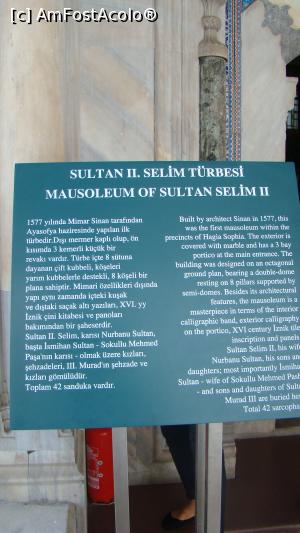 [c] AmFostAcolo®
SULTAN II. SELİM TÜRBESİ
MAUSOLEUM OF SULTAN SELIM II
1577 yılında Mimar Sinan tarafından
Ayasofya haziresinde yapılan ilk
türbedir.Dışı mermer kaplı olup, ön
kısımda 3 kemerli küçük bir
revakı vardır. Türbe içte 8 sütuna
dayanan çift kubbeli, köşeleri
yarım kubbelerle destekli, 8 köşeli bir
plana sahiptir. Mimari özellikleri dışında
yapı aynı zamanda içteki kuşak
ve dıştaki saçak altı yazıları, XVI. yy
İznik çini kitabesi ve panoları
bakımından bir şaheserdir.
Sultan II. Selim, karısı Nurbanu Sultan,
başta İsmihan Sultan - Sokullu Mehmed
Paşa'nın karısı - olmak üzere kızları,
şehzadeleri, III. Murad'ın şehzade ve
kızları gömülüdür.
Toplam 42 sanduka vardır.
Built by architect Sinan in 1577, this
was the first mausoleum within the
precincts of Hagia Sophia. The exterior is
covered with marble and has a 3 bay
portico at the main entrance. The
building was designed on an octagonal
ground plan, bearing a double-dome
resting on 8 pillars supported by
semi-domes. Besides its architectural
features, the mausoleum is a
masterpiece in terms of the interior
calligraphic band, exterior calligraphy
on the portico, XVI century İznik tile
inscription and panels.
Sultan Selim II, his wife
Nurbanu Sultan, his sons and
daughters; most importantly İsmihan
Sultan - wife of Sokullu Mehmed Pasha
- and sons and daughters of Sultan
Murad III are buried here.
Total 42 sarcophagi